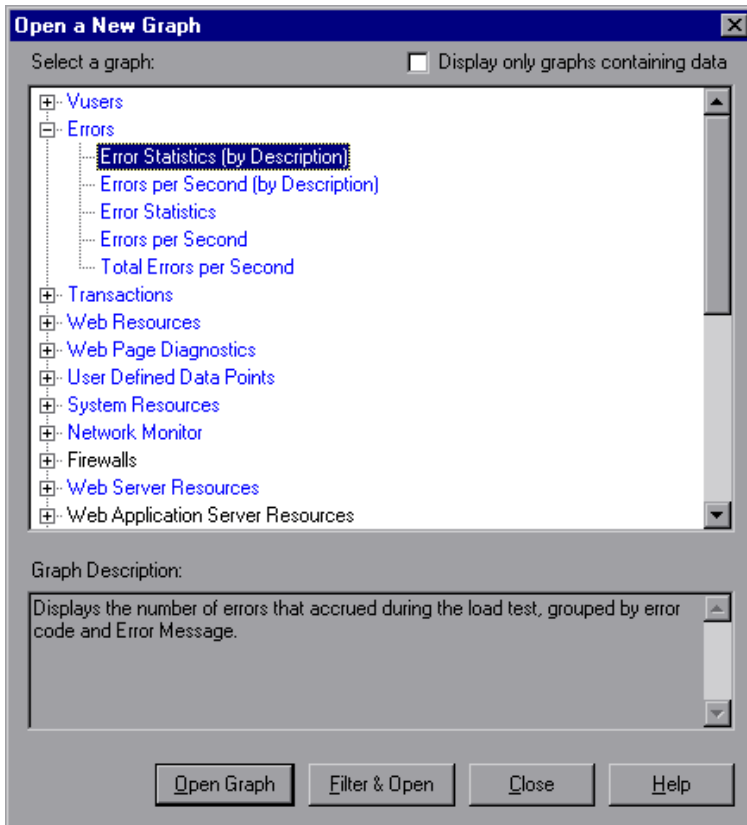 Open a New Graph
Select a graph:
Display only graphs containing data
Vusers
Errors
Error Statistics (by Description)
Errors per Second (by Description)
Error Statistics
Errors per Second
Total Errors per Second
Transactions
Web Resources
Web Page Diagnostics
User Defined Data Points
System Resources
Network Monitor
Firewalls
Web Server Resources
Web Application Server Resources
Graph Description:
Displays the number of errors that accrued during the load test, grouped by error
code and Error Message.
Open Graph
Filter & Open
Close
Help